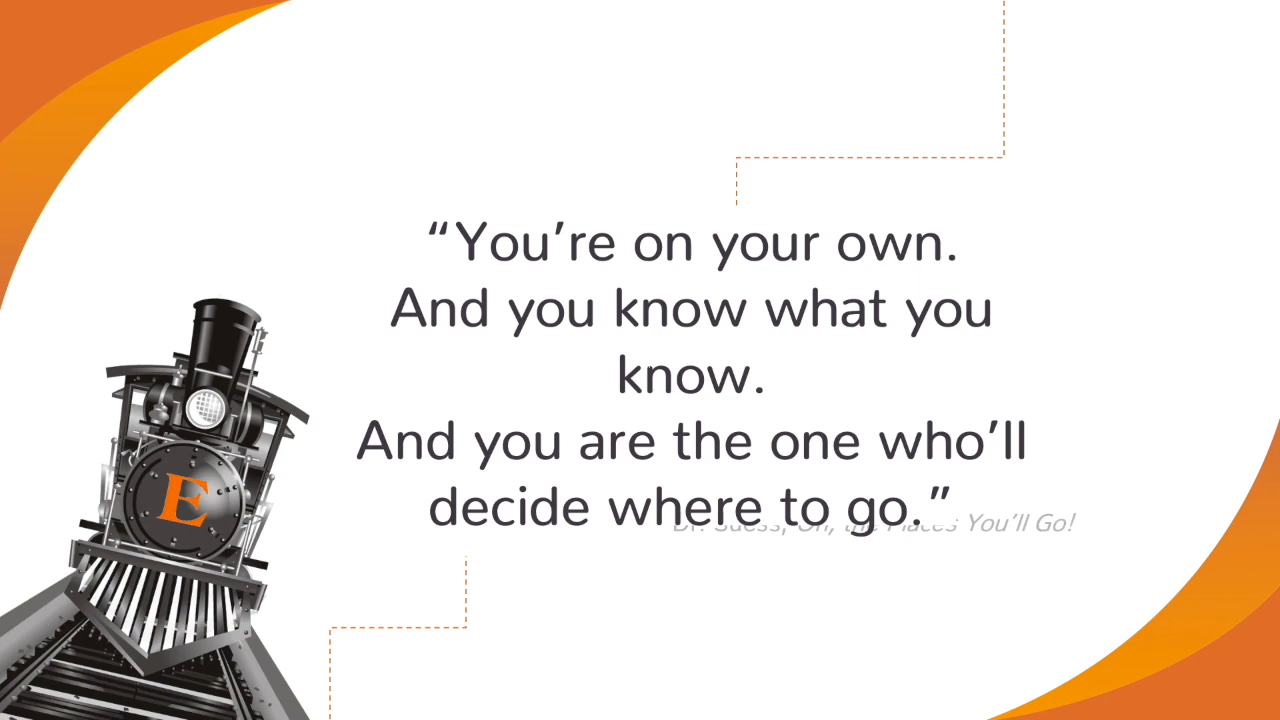 “You’re on your own.
And you know what you
know.
And you are the one who’ll
decide where to go.”
Dr. Suess, Oh, the Places You’ll Go!
E